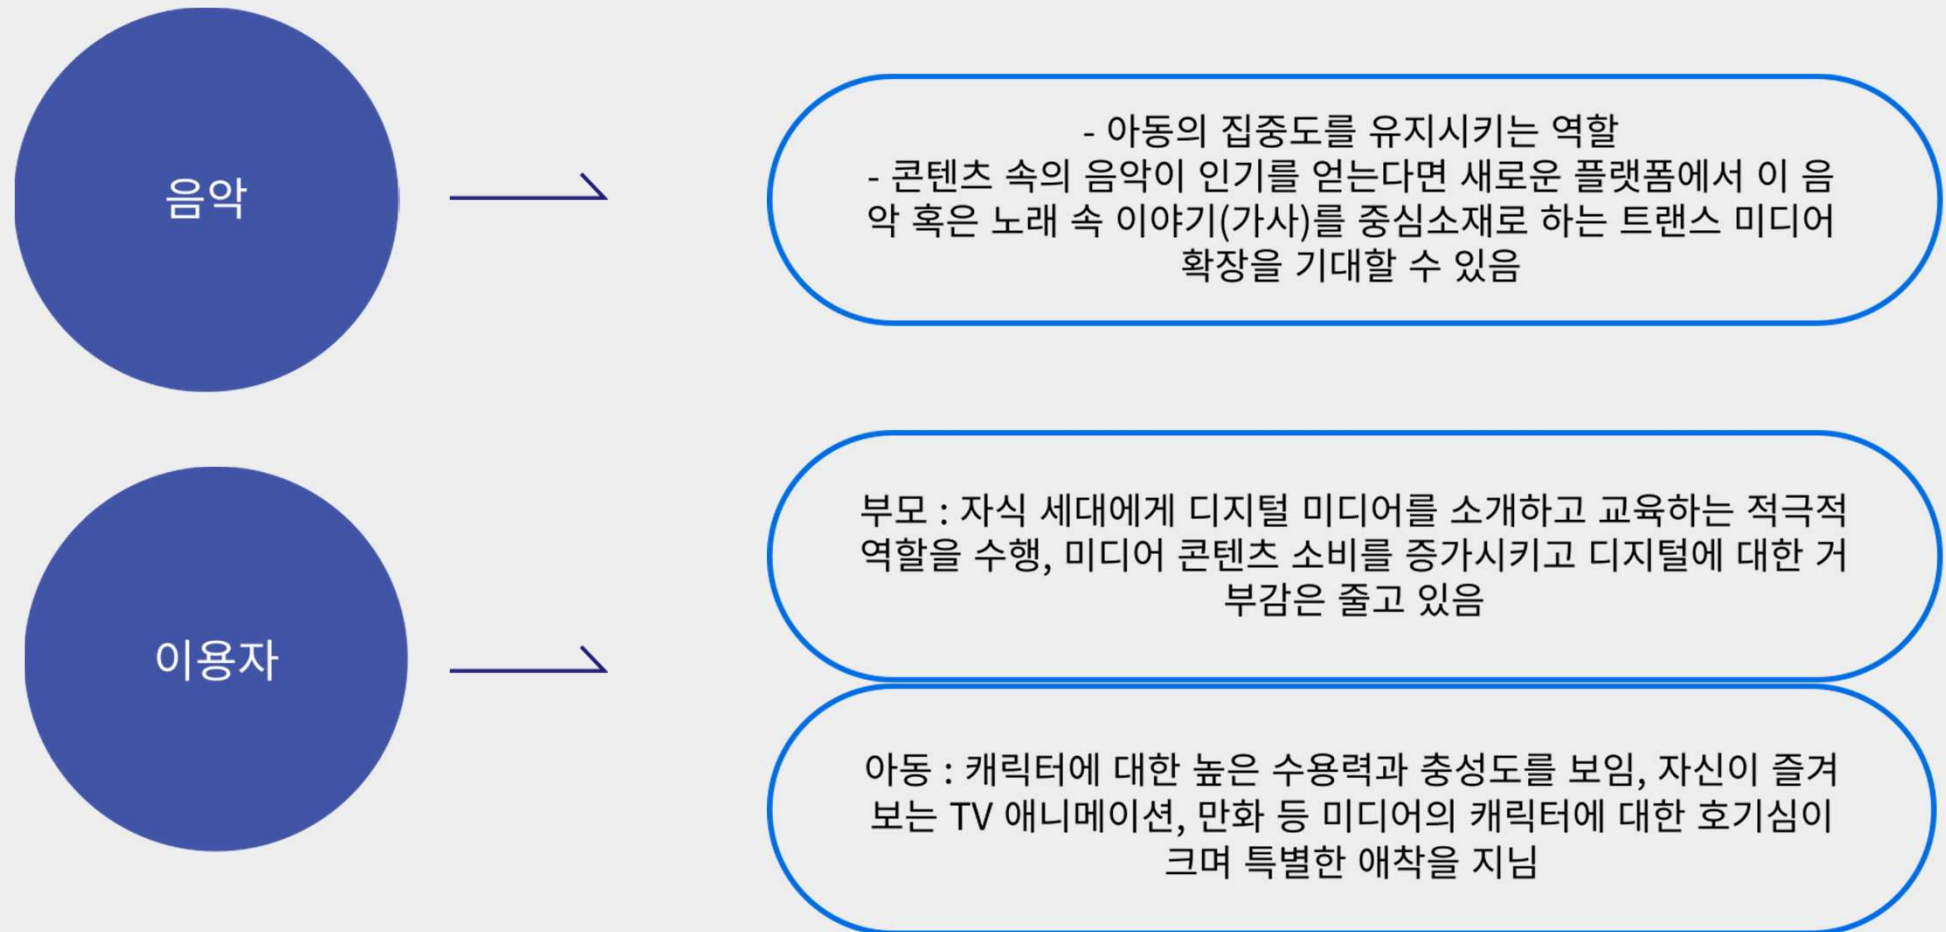 음악
- 아동의 집중도를 유지시키는 역할
- 콘텐츠 속의 음악이 인기를 얻는다면 새로운 플랫폼에서 이 음
악 혹은 노래 속 이야기(가사)를 중심소재로 하는 트랜스 미디어
확장을 기대할 수 있음
이용자
부모 : 자식 세대에게 디지털 미디어를 소개하고 교육하는 적극적
역할을 수행, 미디어 콘텐츠 소비를 증가시키고 디지털에 대한 거
부감은 줄고 있음
아동 : 캐릭터에 대한 높은 수용력과 충성도를 보임, 자신이 즐겨
보는 TV 애니메이션, 만화 등 미디어의 캐릭터에 대한 호기심이
크며 특별한 애착을 지님